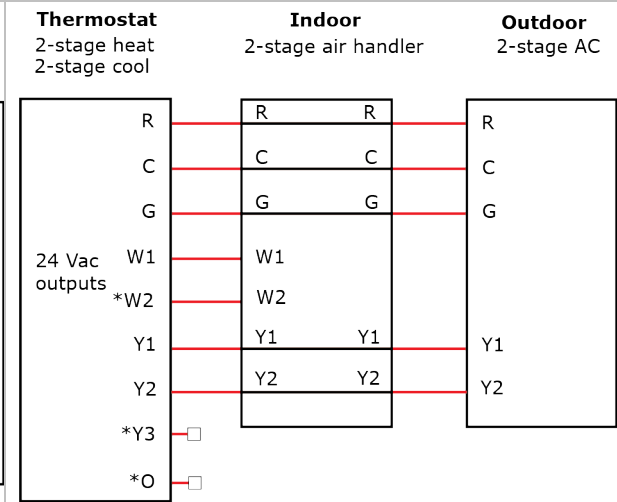 Thermostat
2-stage heat
2-stage cool
Indoor
2-stage air handler
Outdoor
2-stage AC
R R R R
C C C C
G G G G
24 Vac
outputs
W1 W1
*W2 W2
Y1 Y1 Y1 Y1
Y2 Y2 Y2 Y2
*Y3
*O